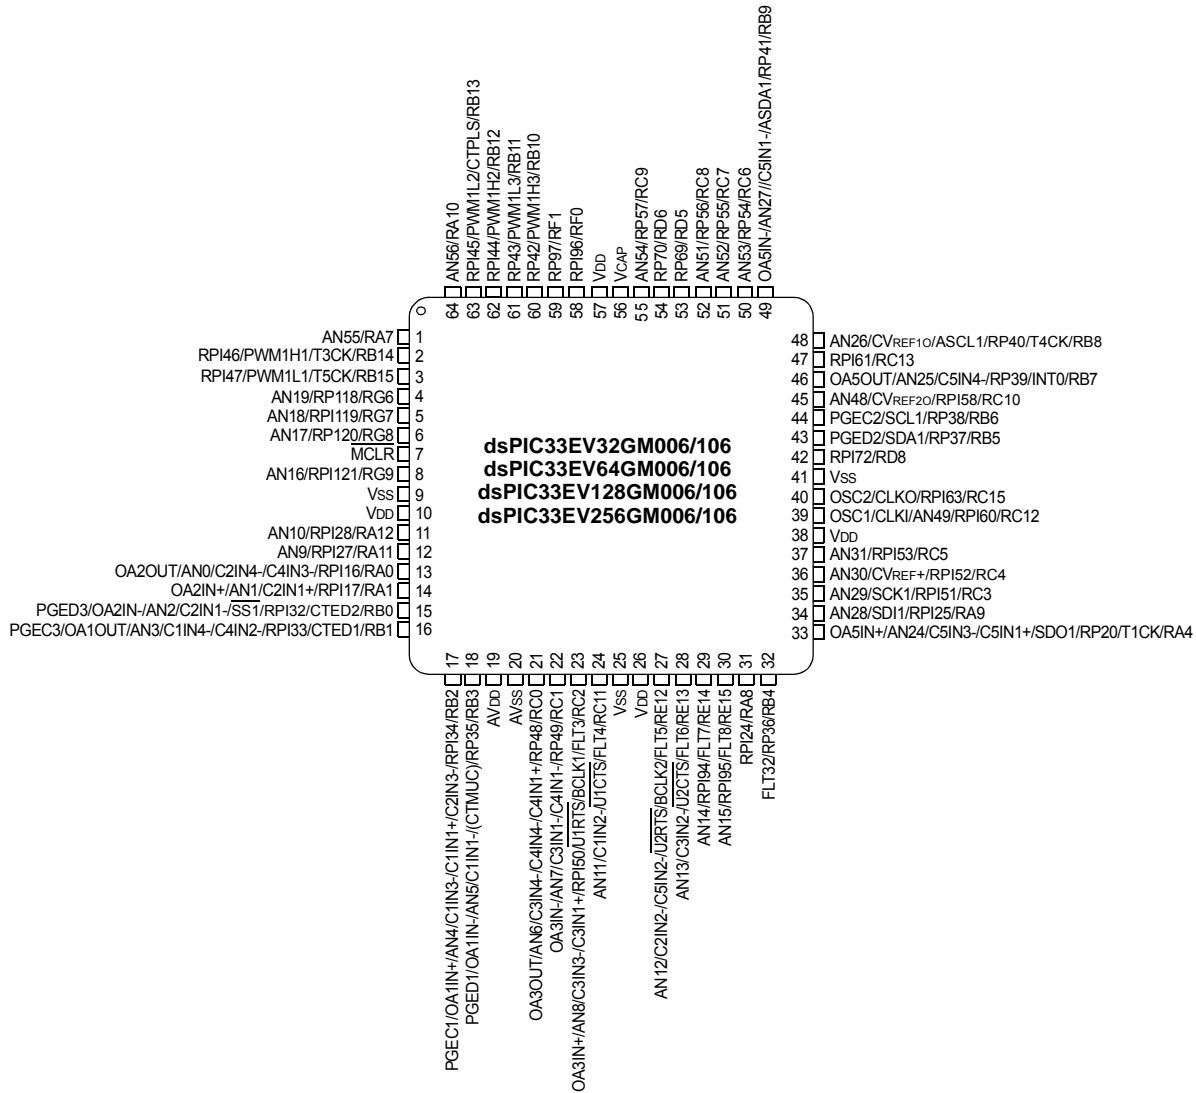 OA5IN-/AN27//C5IN1-/ASDA1/RP41/RB9
AN53/RP54/RC6
AN52/RP55/RC7
AN51/RP56/RC8
RP69/RD5
RP70/RD6
AN54/RP57/RC9
VCAP
VDD
RPI96/RF0
RP97/RF1
RP42/PWM1H3/RB10
RP43/PWM1L3/RB11
RPI44/PWM1H2/RB12
RPI45/PWM1L2/CTPLS/RB13
AN56/RA10
64 63 62 61 60 59 58 57 56 55 54 53 52 51 50 49
AN55/RA7 1
RPI46/PWM1H1/T3CK/RB14 2
RPI47/PWM1L1/T5CK/RB15 3
AN19/RP118/RG6 4
AN18/RPI119/RG7 5
AN17/RP120/RG8 6
MCLR 7
AN16/RPI121/RG9 8
VSS 9
VDD 10
AN10/RPI28/RA12 11
AN9/RPI27/RA11 12
OA2OUT/AN0/C2IN4-/C4IN3-/RPI16/RA0 13
OA2IN+/AN1/C2IN1+/RPI17/RA1 14
PGED3/OA2IN-/AN2/C2IN1-/SS1/RPI32/CTED2/RB0 15
PGEC3/OA1OUT/AN3/C1IN4-/C4IN2-/RPI33/CTED1/RB1 16
dsPIC33EV32GM006/106
dsPIC33EV64GM006/106
dsPIC33EV128GM006/106
dsPIC33EV256GM006/106
48 AN26/CVREF1O/ASCL1/RP40/T4CK/RB8
47 RPI61/RC13
46 OA5OUT/AN25/C5IN4-/RP39/INT0/RB7
45 AN48/CVREF2O/RPI58/RC10
44 PGEC2/SCL1/RP38/RB6
43 PGED2/SDA1/RP37/RB5
42 RPI72/RD8
41 VSS
40 OSC2/CLKO/RPI63/RC15
39 OSC1/CLKI/AN49/RPI60/RC12
38 VDD
37 AN31/RPI53/RC5
36 AN30/CVREF+/RPI52/RC4
35 AN29/SCK1/RPI51/RC3
34 AN28/SDI1/RPI25/RA9
33 OA5IN+/AN24/C5IN3-/C5IN1+/SDO1/RP20/T1CK/RA4
17 18 19 20 21 22 23 24 25 26 27 28 29 30 31 32
PGEC1/OA1IN+/AN4/C1IN3-/C1IN1+/C2IN3-/RPI34/RB2
PGED1/OA1IN-/AN5/C1IN1-/(CTMUC)/RP35/RB3
AVDD
AVSS
OA3OUT/AN6/C3IN4-/C4IN4-/C4IN1+/RP48/RC0
OA3IN-/AN7/C3IN1-/C4IN1-/RP49/RC1
OA3IN+/AN8/C3IN3-/C3IN1+/RPI50/U1RTS/BCLK1/FLT3/RC2
AN11/C1IN2-/U1CTS/FLT4/RC11
VSS
VDD
AN12/C2IN2-/C5IN2-/U2RTS/BCLK2/FLT5/RE12
AN13/C3IN2-/U2CTS/FLT6/RE13
AN14/RPI94/FLT7/RE14
AN15/RPI95/FLT8/RE15
RPI24/RA8
FLT32/RP36/RB4